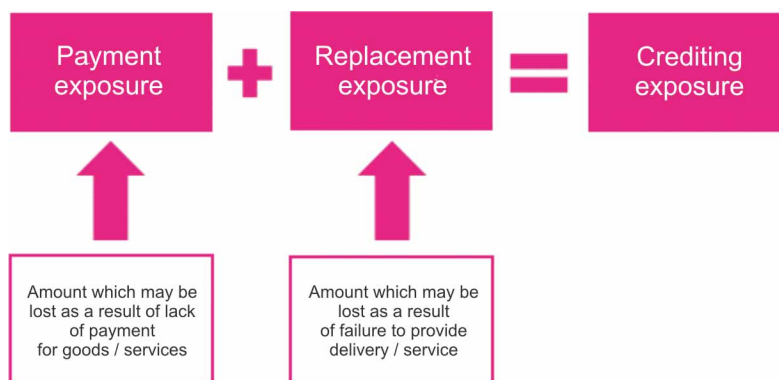 Payment
exposure
+
Replacement
exposure
=
Crediting
exposure
Amount which may be
lost as a result of lack
of payment
for goods / services
Amount which may be
lost as a result
of failure to provide
delivery / service